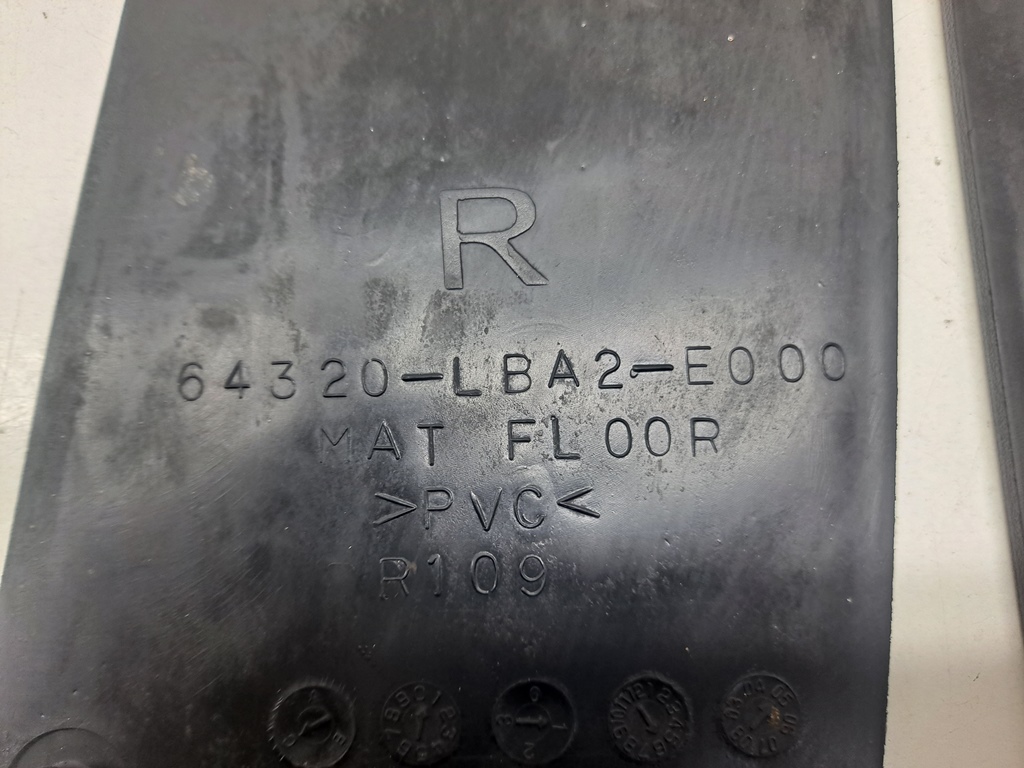 R
64320-LBA2-E000
MAT FLOOR
>PVC<
R109